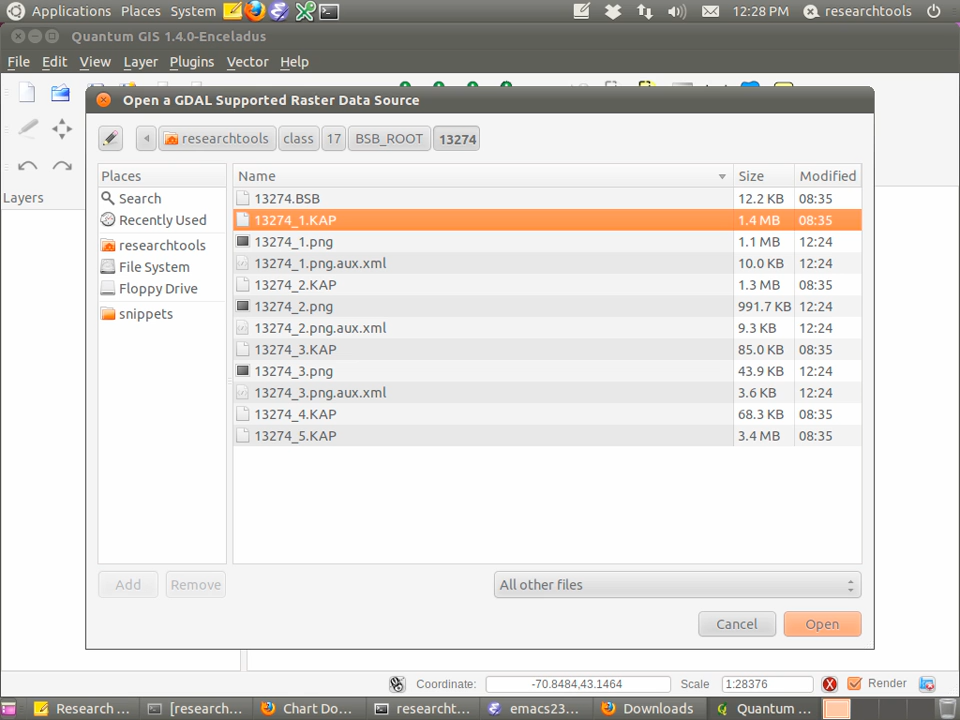 Applications Places System 12:28 PM researchtools
Quantum GIS 1.4.0-Enceladus
File Edit View Layer Plugins Vector Help
Open a GDAL Supported Raster Data Source
researchtools class 17 BSB_ROOT 13274
Places Name Size Modified
Search 13274.BSB 12.2 KB 08:35
Recently Used 13274_1.KAP 1.4 MB 08:35
13274_1.png 1.1 MB 12:24
researchtools
13274_1.png.aux.xml 10.0 KB 12:24
File System
13274_2.KAP 1.3 MB 08:35
Floppy Drive
13274_2.png 991.7 KB 12:24
snippets
13274_2.png.aux.xml 9.3 KB 12:24
13274_3.KAP 85.0 KB 08:35
13274_3.png 43.9 KB 12:24
13274_3.png.aux.xml 3.6 KB 12:24
13274_4.KAP 68.3 KB 08:35
13274_5.KAP 3.4 MB 08:35
Layers
Add Remove All other files
Cancel Open
Coordinate: -70.8484,43.1464 Scale 1:28376 Render
Research ... [researc... Chart Do... researcht... emacs23... Downloads Quantum ...